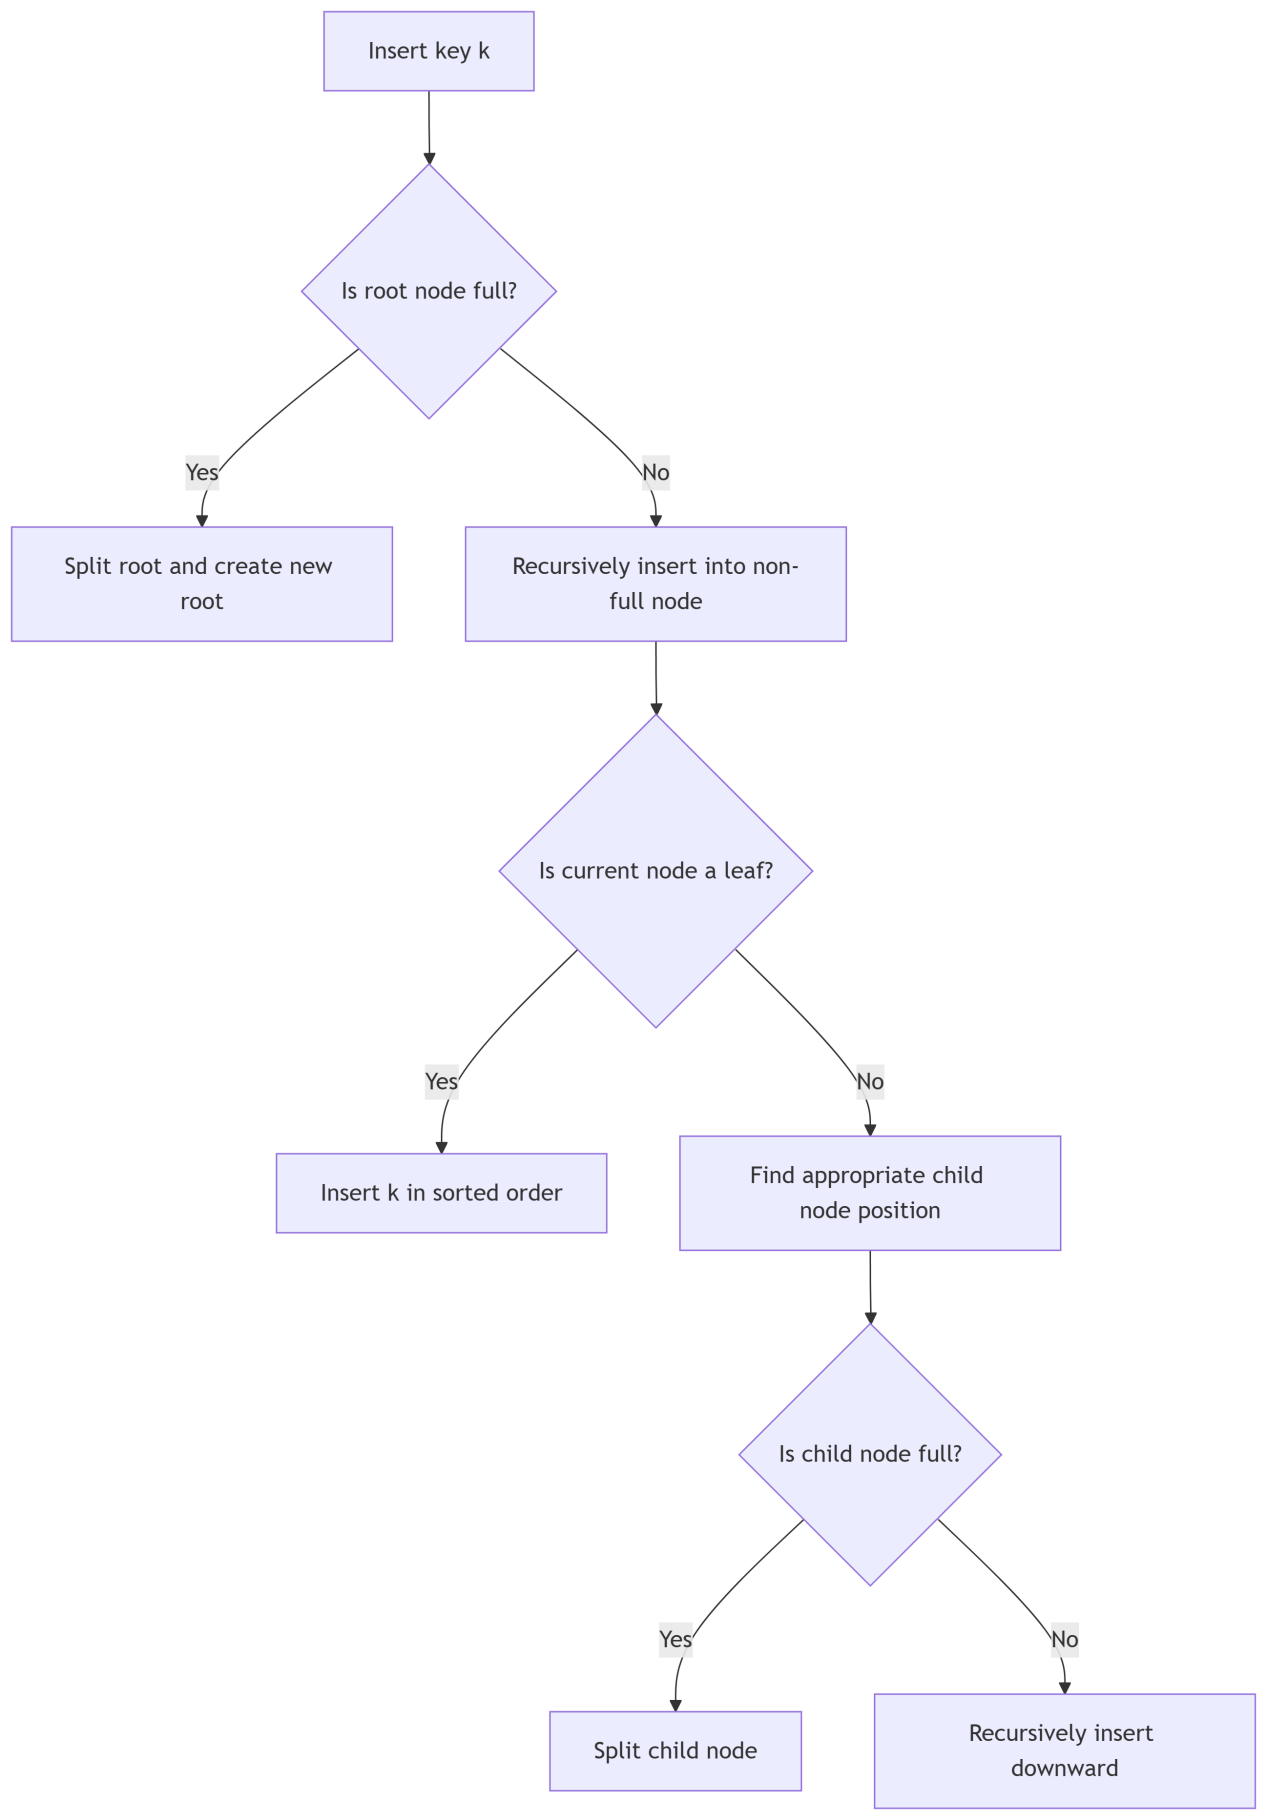 Insert key k
Is root node full?
Yes
No
Split root and create new
root
Recursively insert into non-
full node
Is current node a leaf?
Yes
No
Insert k in sorted order
Find appropriate child
node position
Is child node full?
Yes
No
Split child node
Recursively insert
downward